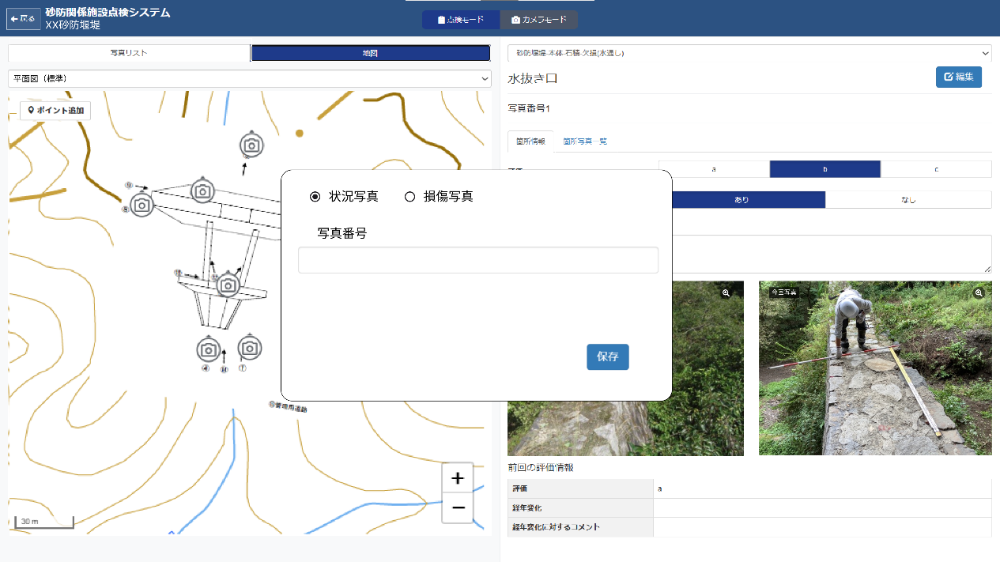 戻る
砂防関係施設点検システム
XX砂防堰堤
点検モード
カメラモード
写真リスト
地図
平面図（標準）
ポイント追加
⑨
⑧
④
⑪
⑮管理用道路
30 m
+
−
状況写真
損傷写真
写真番号
保存
砂防堰堤-本体-石積-欠損(水通し)
水抜き口
編集
写真番号1
箇所情報
箇所写真一覧
a
b
c
あり
なし
今回写真
前回の評価情報
評価
a
経年変化
経年変化に対するコメント